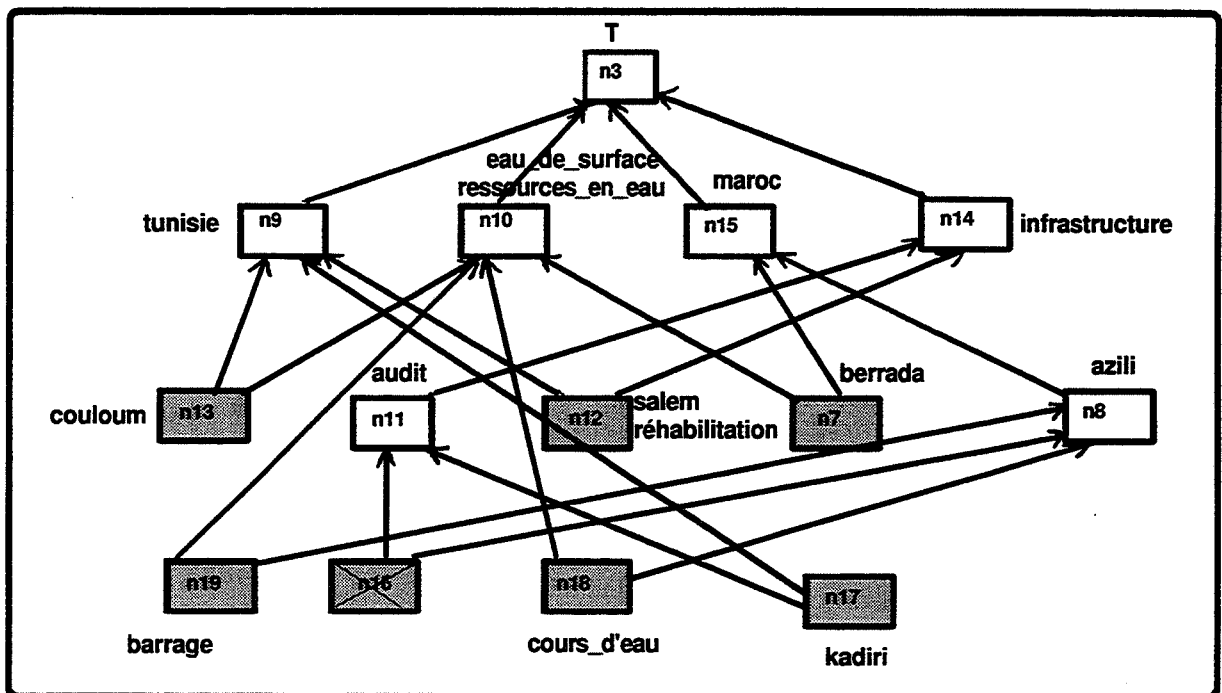 T
n3
eau_de_surface
ressources_en_eau
maroc
tunisie
n9
n10
n15
n14
infrastructure
audit
berrada
azili
couloum
n13
n11
n12
salem
réhabilitation
n7
n8
n19
n16
n18
n17
barrage
cours_d'eau
kadiri